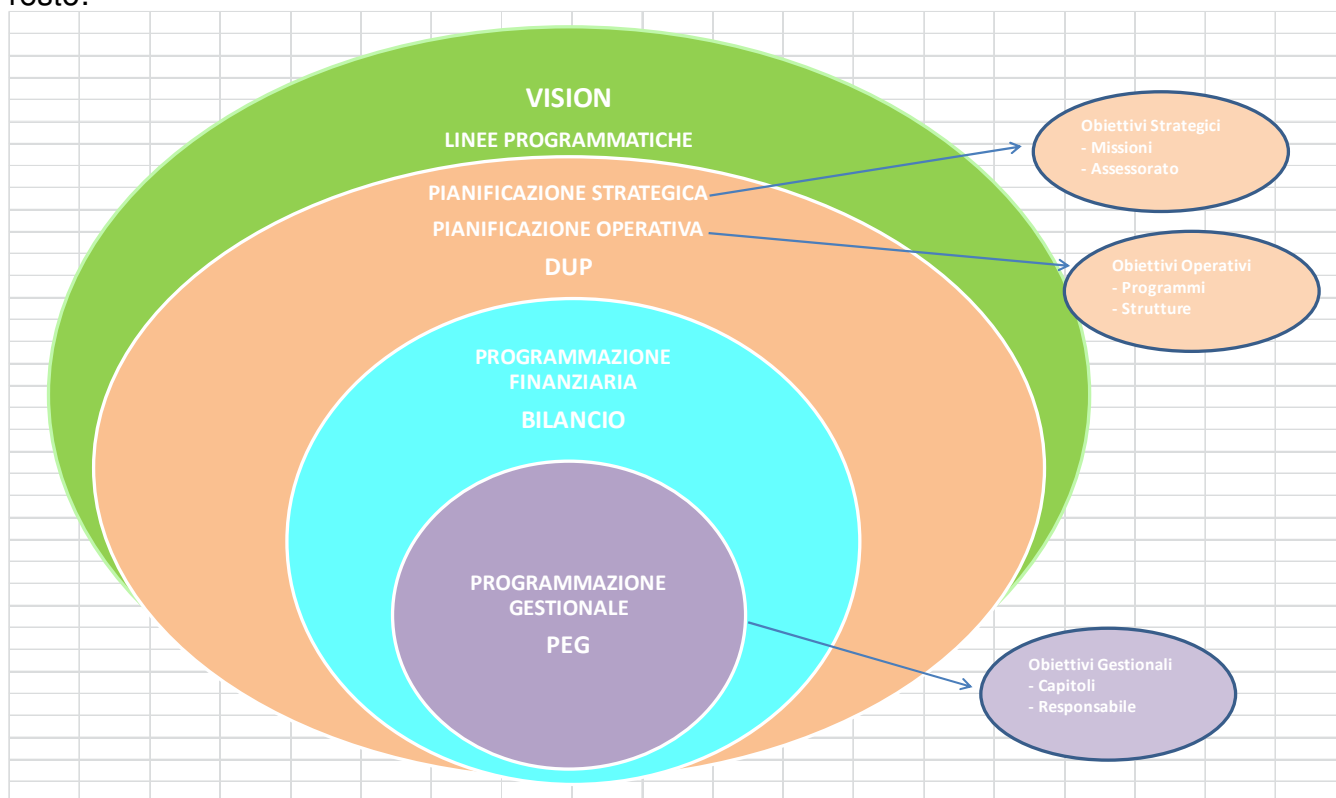 VISION
LINEE PROGRAMMATICHE
PIANIFICAZIONE STRATEGICA
PIANIFICAZIONE OPERATIVA
DUP
PROGRAMMAZIONE
FINANZIARIA
BILANCIO
PROGRAMMAZIONE
GESTIONALE
PEG
Obiettivi Strategici
- Missioni
- Assessorato
Obiettivi Operativi
- Programmi
- Strutture
Obiettivi Gestionali
- Capitoli
- Responsabile